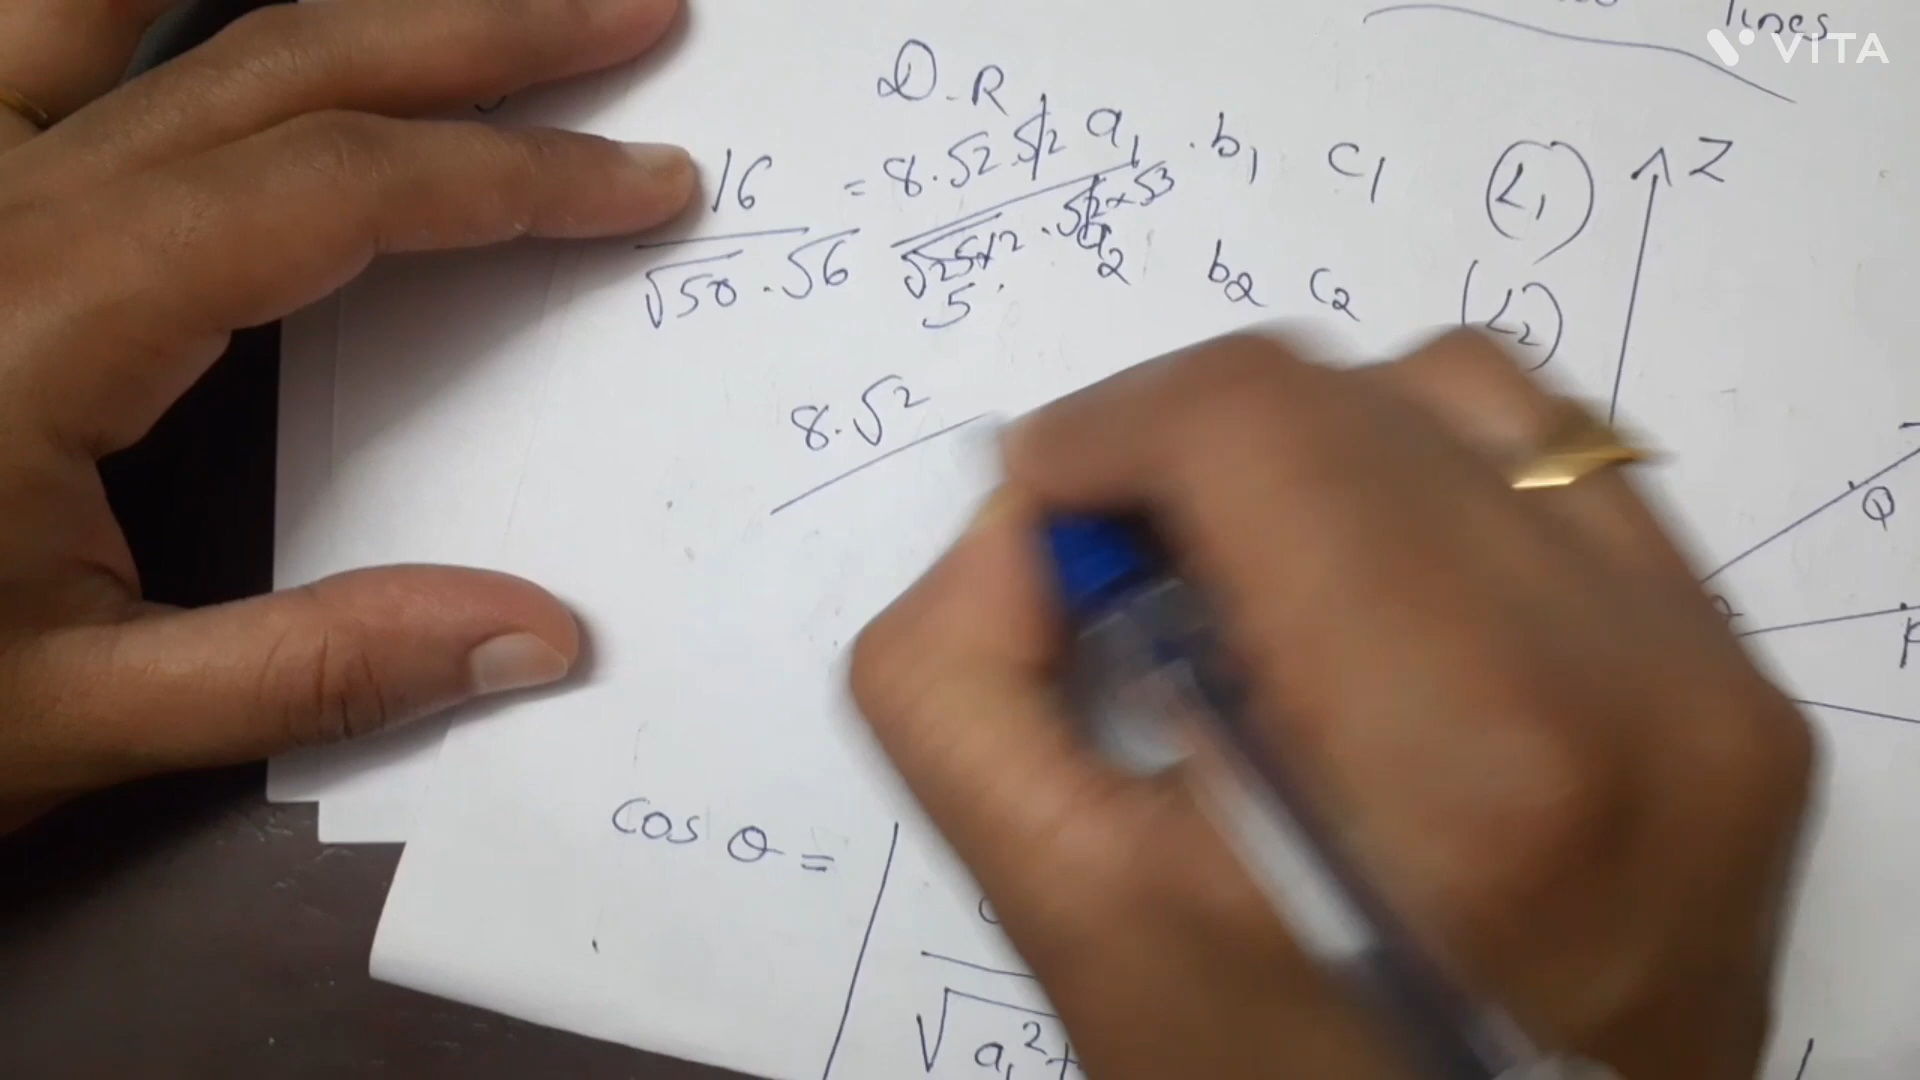 lines
VITA
D.R
a₁ . b₁ c₁ (L₁)
Z
16 = 8.√2.√2
√50 . √6 √25×2 . √2×√3
5.
a₂ b₂ c₂ (L₂)
8.√2
Q
cos θ =
√a₁²+